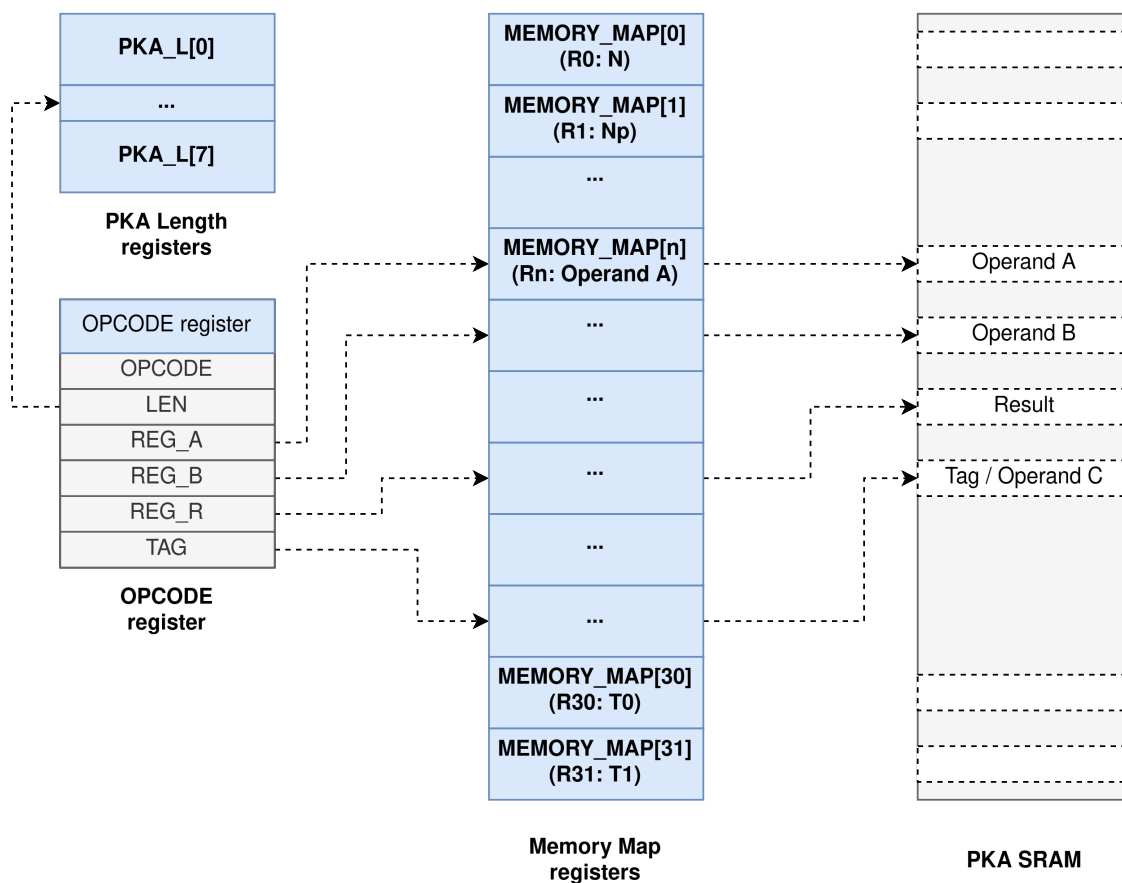 PKA_L[0]
...
PKA_L[7]
PKA Length
registers
OPCODE register
OPCODE
LEN
REG_A
REG_B
REG_R
TAG
OPCODE
register
MEMORY_MAP[0]
(R0: N)
MEMORY_MAP[1]
(R1: Np)
...
MEMORY_MAP[n]
(Rn: Operand A)
...
...
...
...
...
MEMORY_MAP[30]
(R30: T0)
MEMORY_MAP[31]
(R31: T1)
Memory Map
registers
Operand A
Operand B
Result
Tag / Operand C
PKA SRAM